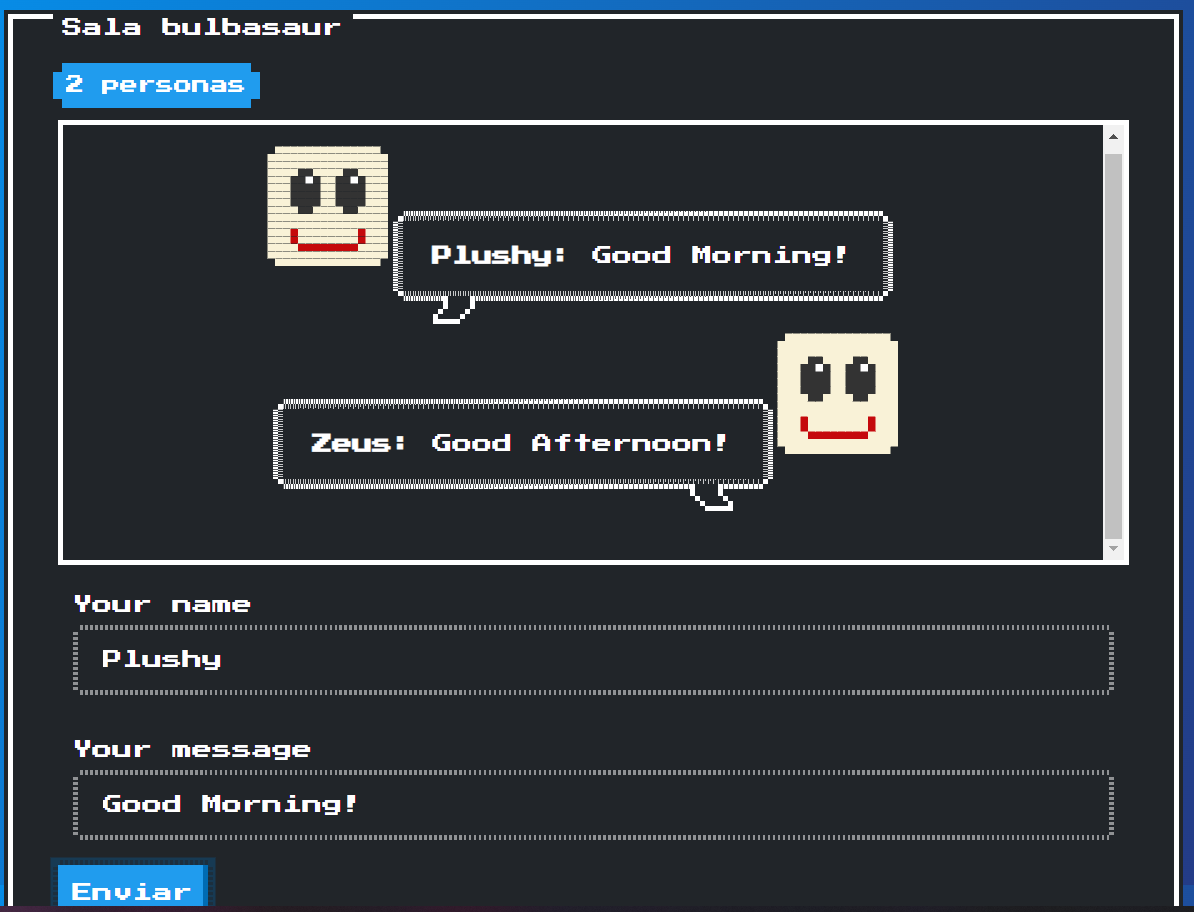 Sala bulbasaur
2 personas
Plushy: Good Morning!
Zeus: Good Afternoon!
Your name
Plushy
Your message
Good Morning!
Enviar